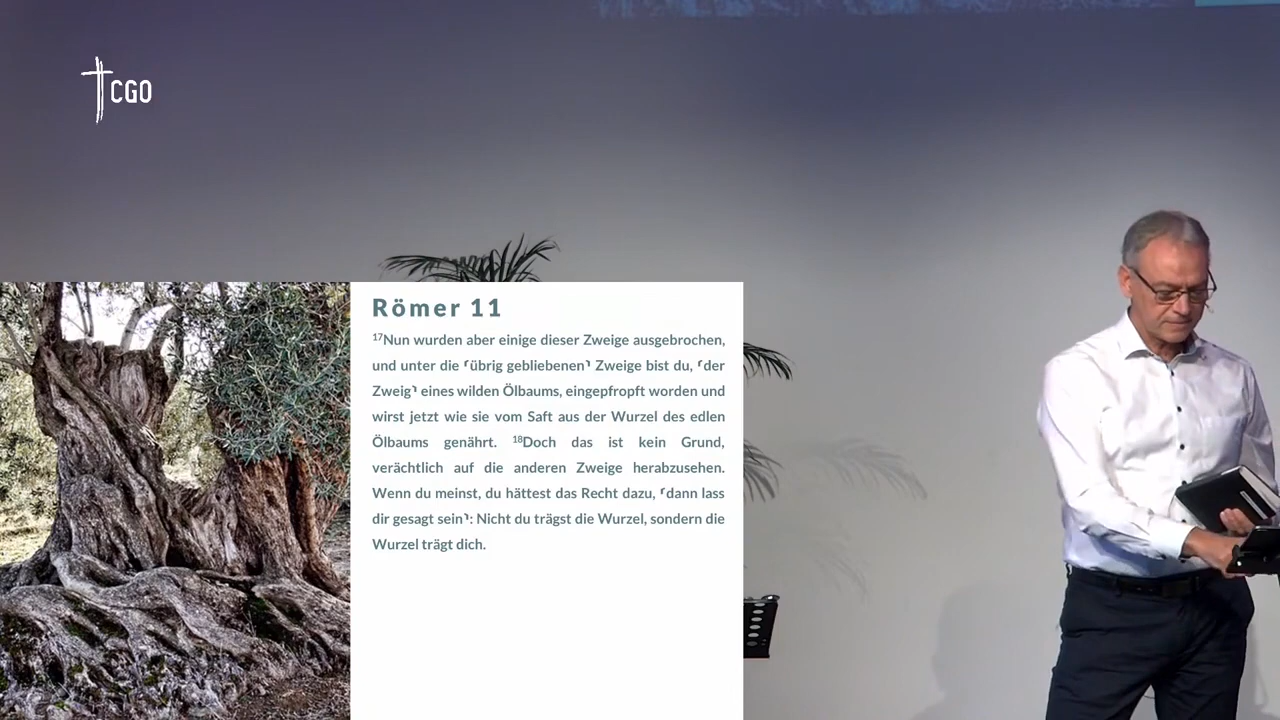 CGO
Römer 11
¹⁷Nun wurden aber einige dieser Zweige ausgebrochen,
und unter die ⸢übrig gebliebenen⸣ Zweige bist du, ⸢der
Zweig⸣ eines wilden Ölbaums, eingepfropft worden und
wirst jetzt wie sie vom Saft aus der Wurzel des edlen
Ölbaums genährt. ¹⁸Doch das ist kein Grund,
verächtlich auf die anderen Zweige herabzusehen.
Wenn du meinst, du hättest das Recht dazu, ⸢dann lass
dir gesagt sein⸣: Nicht du trägst die Wurzel, sondern die
Wurzel trägt dich.